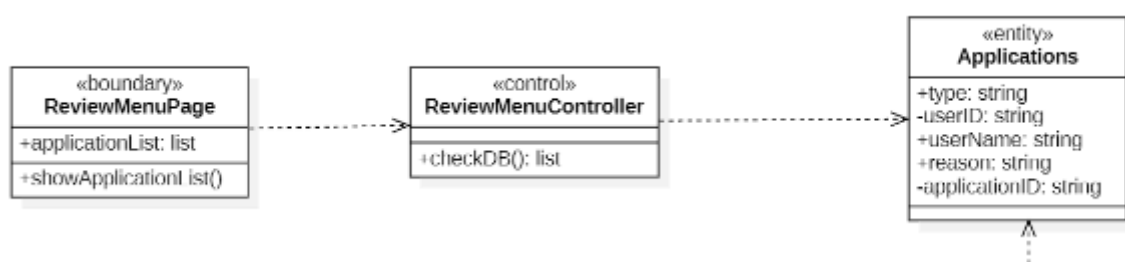 «boundary»
ReviewMenuPage
+applicationList: list
+showApplicationList()
«control»
ReviewMenuController
+checkDB(): list
«entity»
Applications
+type: string
-userID: string
+userName: string
+reason: string
-applicationID: string